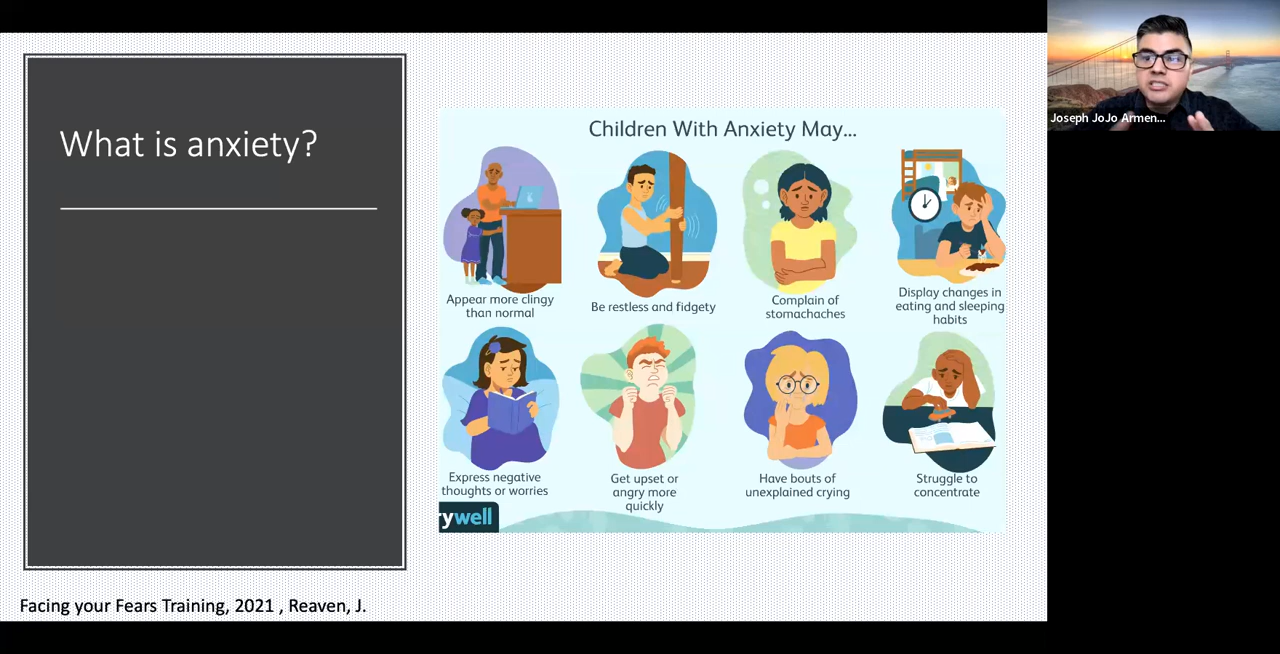 What is anxiety?
Children With Anxiety May...
Appear more clingy
than normal
Be restless and fidgety
Complain of
stomachaches
Display changes in
eating and sleeping
habits
Express negative
thoughts or worries
Get upset or
angry more
quickly
Have bouts of
unexplained crying
Struggle to
concentrate
rywell
Facing your Fears Training, 2021 , Reaven, J.
Joseph JoJo Armen...